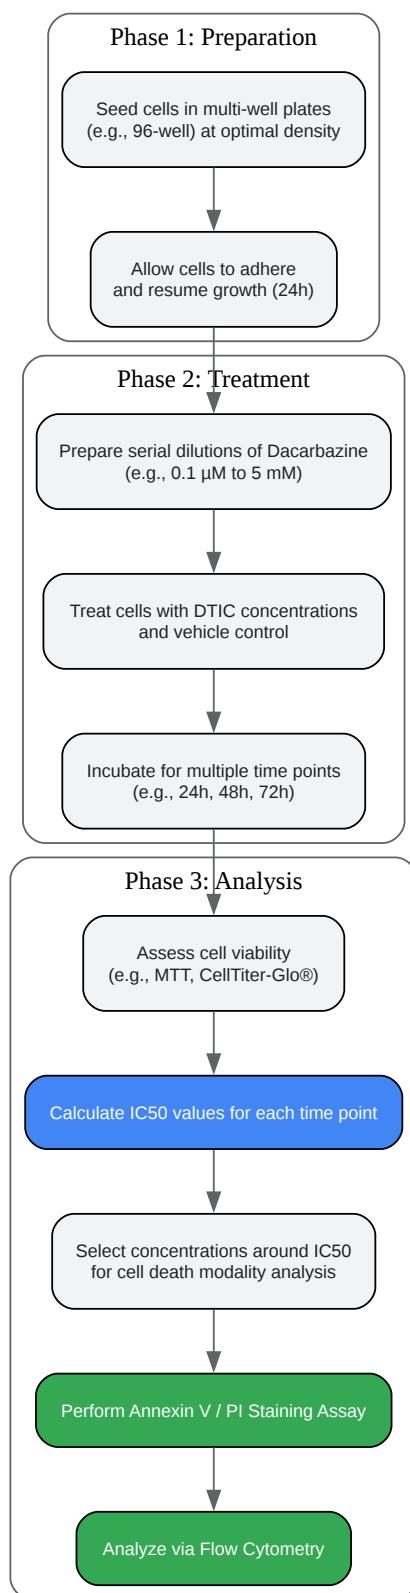 Phase 1: Preparation
Seed cells in multi-well plates
(e.g., 96-well) at optimal density
Allow cells to adhere
and resume growth (24h)
Phase 2: Treatment
Prepare serial dilutions of Dacarbazine
(e.g., 0.1 µM to 5 mM)
Treat cells with DTIC concentrations
and vehicle control
Incubate for multiple time points
(e.g., 24h, 48h, 72h)
Phase 3: Analysis
Assess cell viability
(e.g., MTT, CellTiter-Glo®)
Calculate IC50 values for each time point
Select concentrations around IC50
for cell death modality analysis
Perform Annexin V / PI Staining Assay
Analyze via Flow Cytometry